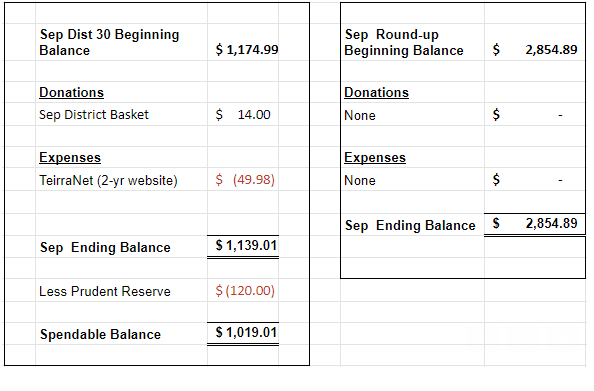 Sep Dist 30 Beginning
Balance $ 1,174.99
Donations
Sep District Basket $ 14.00
Expenses
TeirraNet (2-yr website) $ (49.98)
Sep Ending Balance $ 1,139.01
Less Prudent Reserve $ (120.00)
Spendable Balance $ 1,019.01
Sep Round-up
Beginning Balance $ 2,854.89
Donations
None $ -
Expenses
None $ -
Sep Ending Balance $ 2,854.89